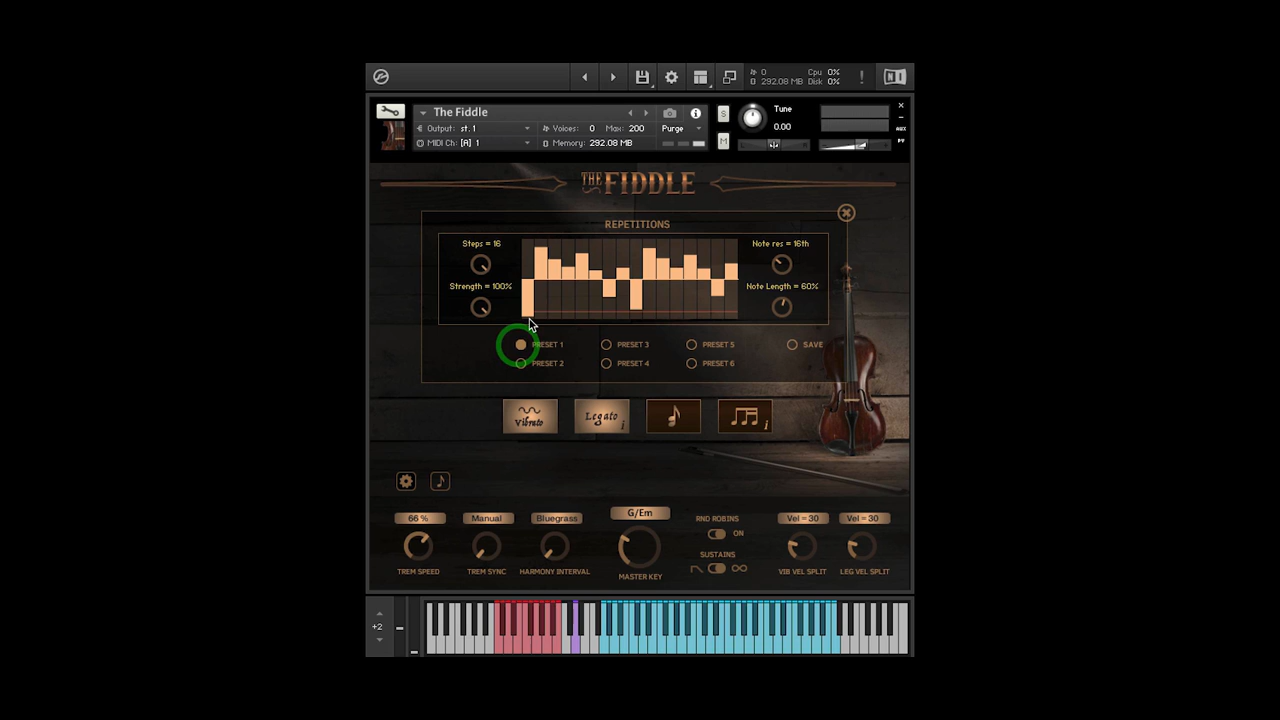 0
292.08 MB
Cpu 0%
Disk 0%
!
NI
The Fiddle
i
S
M
Tune
0.00
Output: st.1
Voices: 0 Max: 200
Purge
MIDI Ch: [A] 1
Memory: 292.08 MB
L
R
AUX
PV
THE FIDDLE
REPETITIONS
Steps = 16
Strength = 100%
Note res = 16th
Note Length = 60%
PRESET 1
PRESET 3
PRESET 5
SAVE
PRESET 2
PRESET 4
PRESET 6
Vibrato
Legato i
i
66 %
Manual
Bluegrass
G/Em
RND ROBINS
ON
SUSTAINS
Vel = 30
Vel = 30
TREM SPEED
TREM SYNC
HARMONY INTERVAL
MASTER KEY
VIB VEL SPLIT
LEG VEL SPLIT
+2